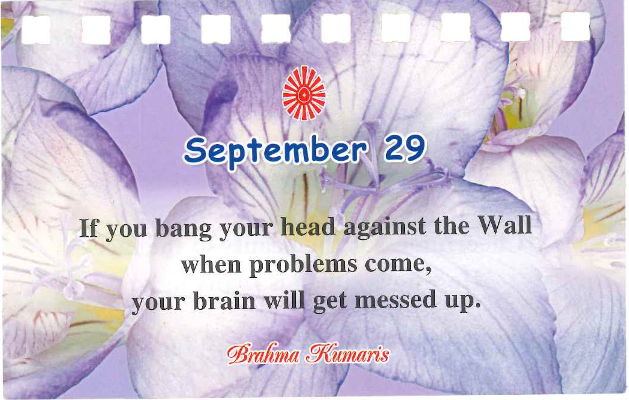 September 29
If you bang your head against the Wall
when problems come,
your brain will get messed up.
Brahma Kumaris